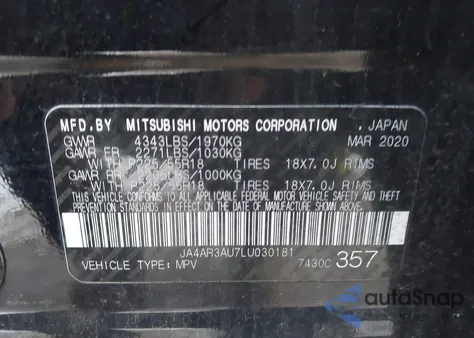 MFD.BY MITSUBISHI MOTORS CORPORATION , JAPAN
GVWR 4343LBS/1970KG MAR 2020
GAWR FR 2271LBS/1030KG
WITH P225/55R18 TIRES 18X7.0J RIMS
GAWR RR 2205LBS/1000KG
WITH P225/55R18 TIRES 18X7.0J RIMS
THIS VEHICLE CONFORMS TO ALL APPLICABLE FEDERAL MOTOR VEHICLE SAFETY
STANDARDS IN EFFECT ON THE DATE OF MANUFACTURE SHOWN ABOVE.
JA4AR3AU7LU030181
VEHICLE TYPE: MPV 7430C 357
autoSnap